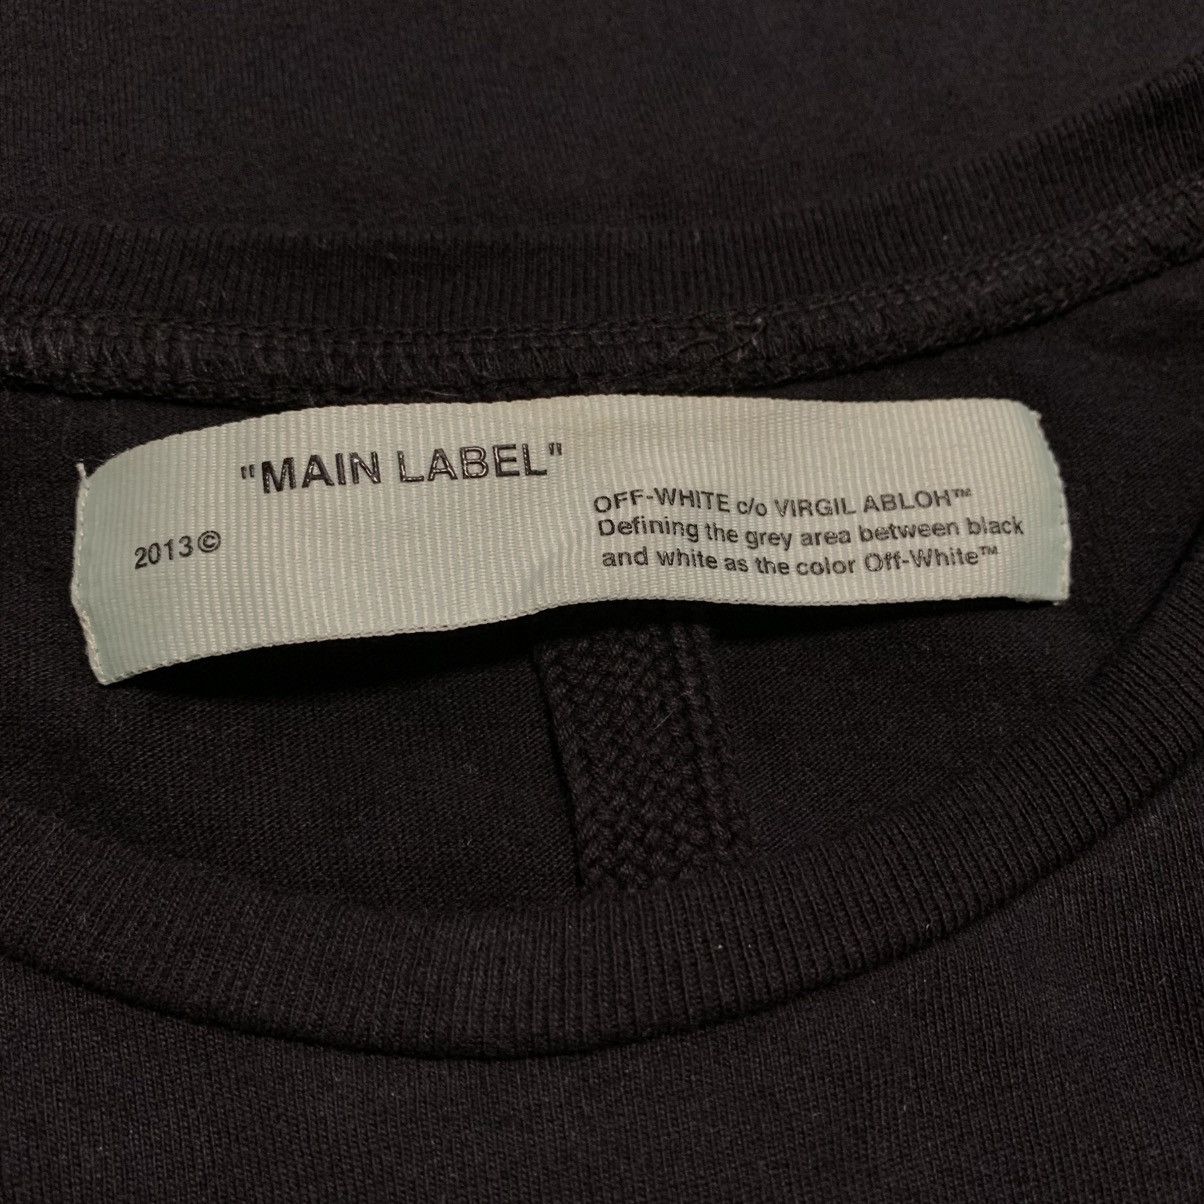 "MAIN LABEL"
2013©
OFF-WHITE c/o VIRGIL ABLOH™
Defining the grey area between black
and white as the color Off-White™